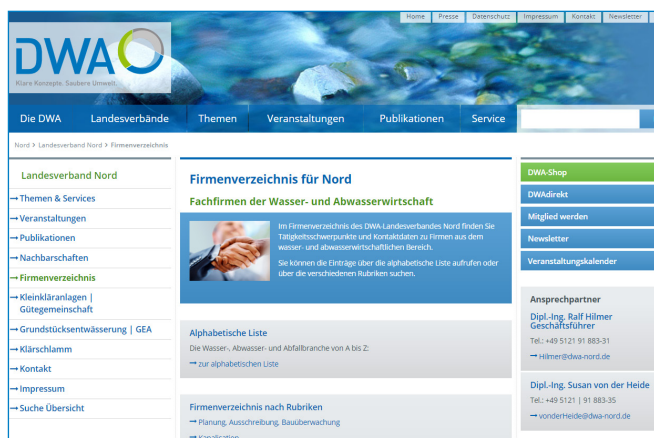 Home Presse Datenschutz Impressum Kontakt Newsletter
DWA
Klare Konzepte. Saubere Umwelt.
Die DWA Landesverbände Themen Veranstaltungen Publikationen Service
Nord > Landesverband Nord > Firmenverzeichnis
Landesverband Nord
→ Themen & Services
→ Veranstaltungen
→ Publikationen
→ Nachbarschaften
→ Firmenverzeichnis
→ Kleinkläranlagen |
Gütegemeinschaft
→ Grundstücksentwässerung | GEA
→ Klärschlamm
→ Kontakt
→ Impressum
→ Suche Übersicht
Firmenverzeichnis für Nord
Fachfirmen der Wasser- und Abwasserwirtschaft
Im Firmenverzeichnis des DWA-Landesverbandes Nord finden Sie
Tätigkeitsschwerpunkte und Kontaktdaten zu Firmen aus dem
wasser- und abwasserwirtschaftlichen Bereich.
Sie können die Einträge über die alphabetische Liste aufrufen oder
über die verschiedenen Rubriken suchen.
Alphabetische Liste
Die Wasser-, Abwasser- und Abfallbranche von A bis Z:
→ zur alphabetischen Liste
Firmenverzeichnis nach Rubriken
→ Planung, Ausschreibung, Bauüberwachung
→ Kanalisation
DWA-Shop
DWAdirekt
Mitglied werden
Newsletter
Veranstaltungskalender
Ansprechpartner
Dipl.-Ing. Ralf Hilmer
Geschäftsführer
Tel.: +49 5121 91 883-31
→ Hilmer@dwa-nord.de
Dipl.-Ing. Susan von der Heide
Tel.: +49 5121 | 91 883-35
→ vonderHeide@dwa-nord.de